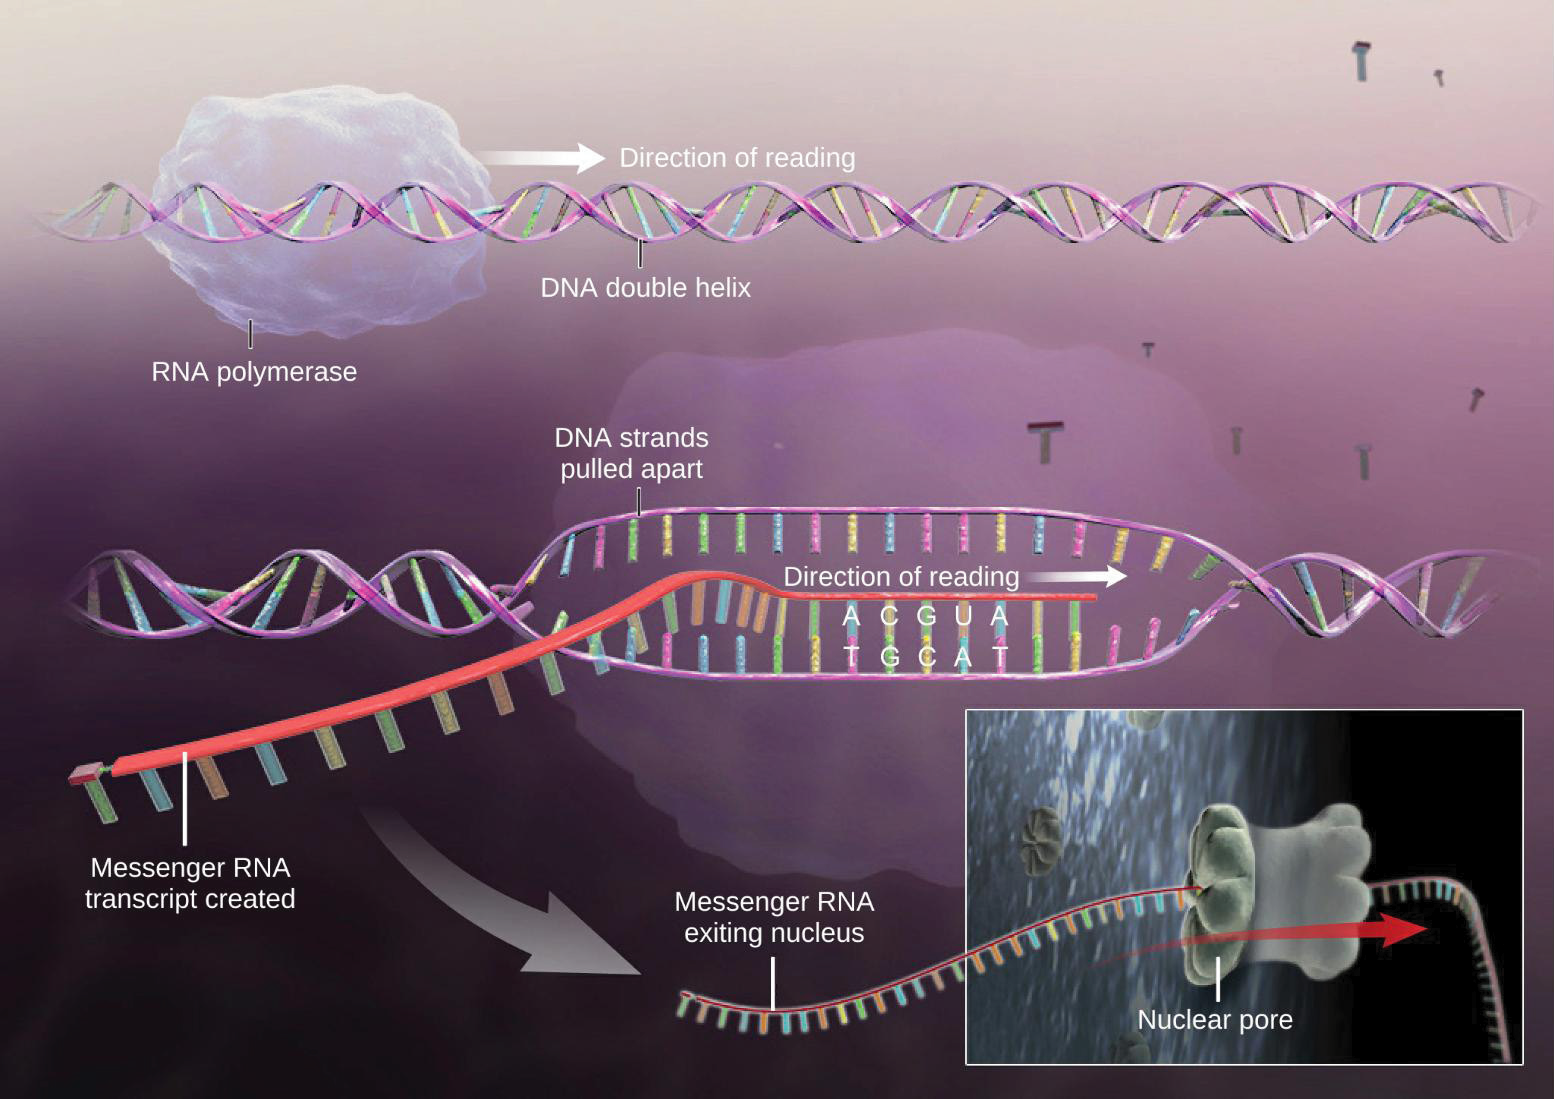 Direction of reading
DNA double helix
RNA polymerase
DNA strands
pulled apart
Direction of reading
A C G U A
T G C A T
Messenger RNA
transcript created
Messenger RNA
exiting nucleus
Nuclear pore